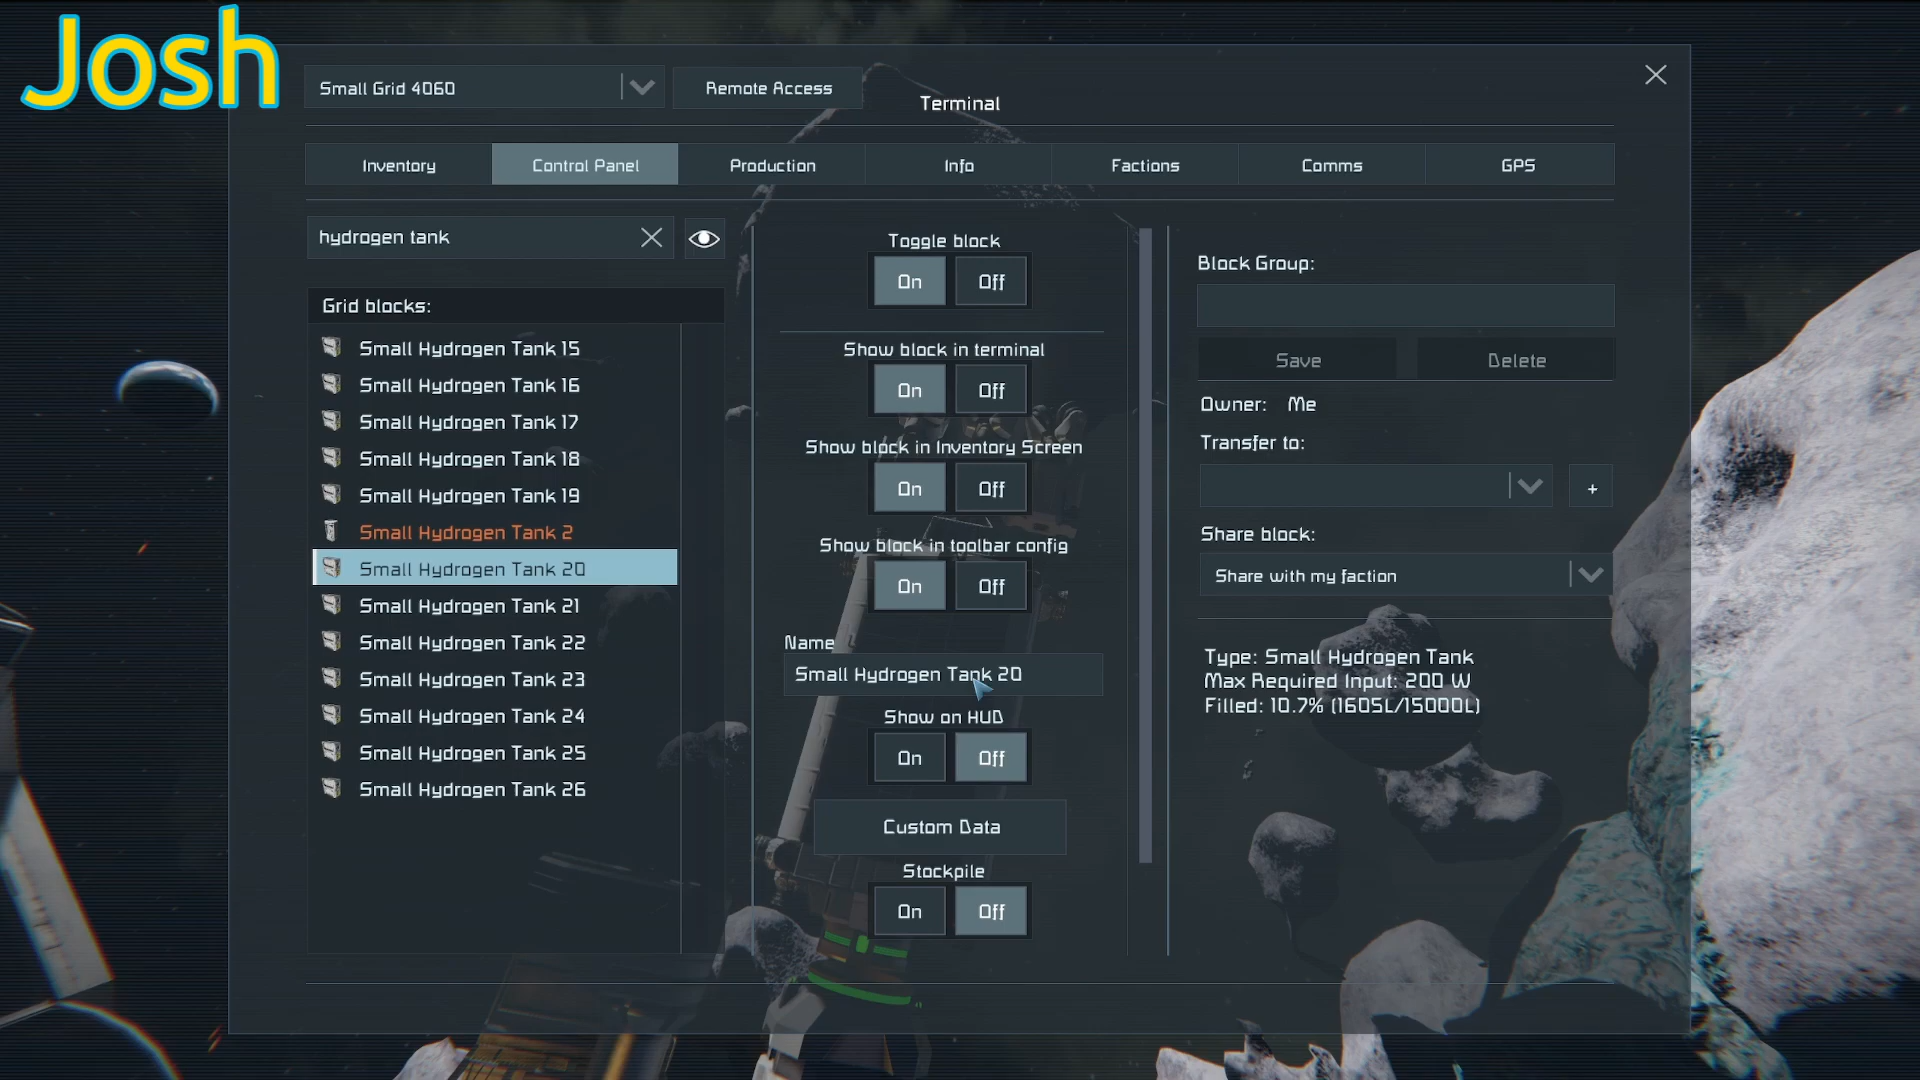 Josh
Small Grid 4060
Remote Access
Terminal
Inventory
Control Panel
Production
Info
Factions
Comms
GPS
hydrogen tank
Grid blocks:
Small Hydrogen Tank 15
Small Hydrogen Tank 16
Small Hydrogen Tank 17
Small Hydrogen Tank 18
Small Hydrogen Tank 19
Small Hydrogen Tank 2
Small Hydrogen Tank 20
Small Hydrogen Tank 21
Small Hydrogen Tank 22
Small Hydrogen Tank 23
Small Hydrogen Tank 24
Small Hydrogen Tank 25
Small Hydrogen Tank 26
Toggle block
On Off
Show block in terminal
On Off
Show block in Inventory Screen
On Off
Show block in toolbar config
On Off
Name
Small Hydrogen Tank 20
Show on HUD
On Off
Custom Data
Stockpile
On Off
Block Group:
Save
Delete
Owner: Me
Transfer to:
+
Share block:
Share with my faction
Type: Small Hydrogen Tank
Max Required Input: 200 W
Filled: 10.7% (1605L/15000L)